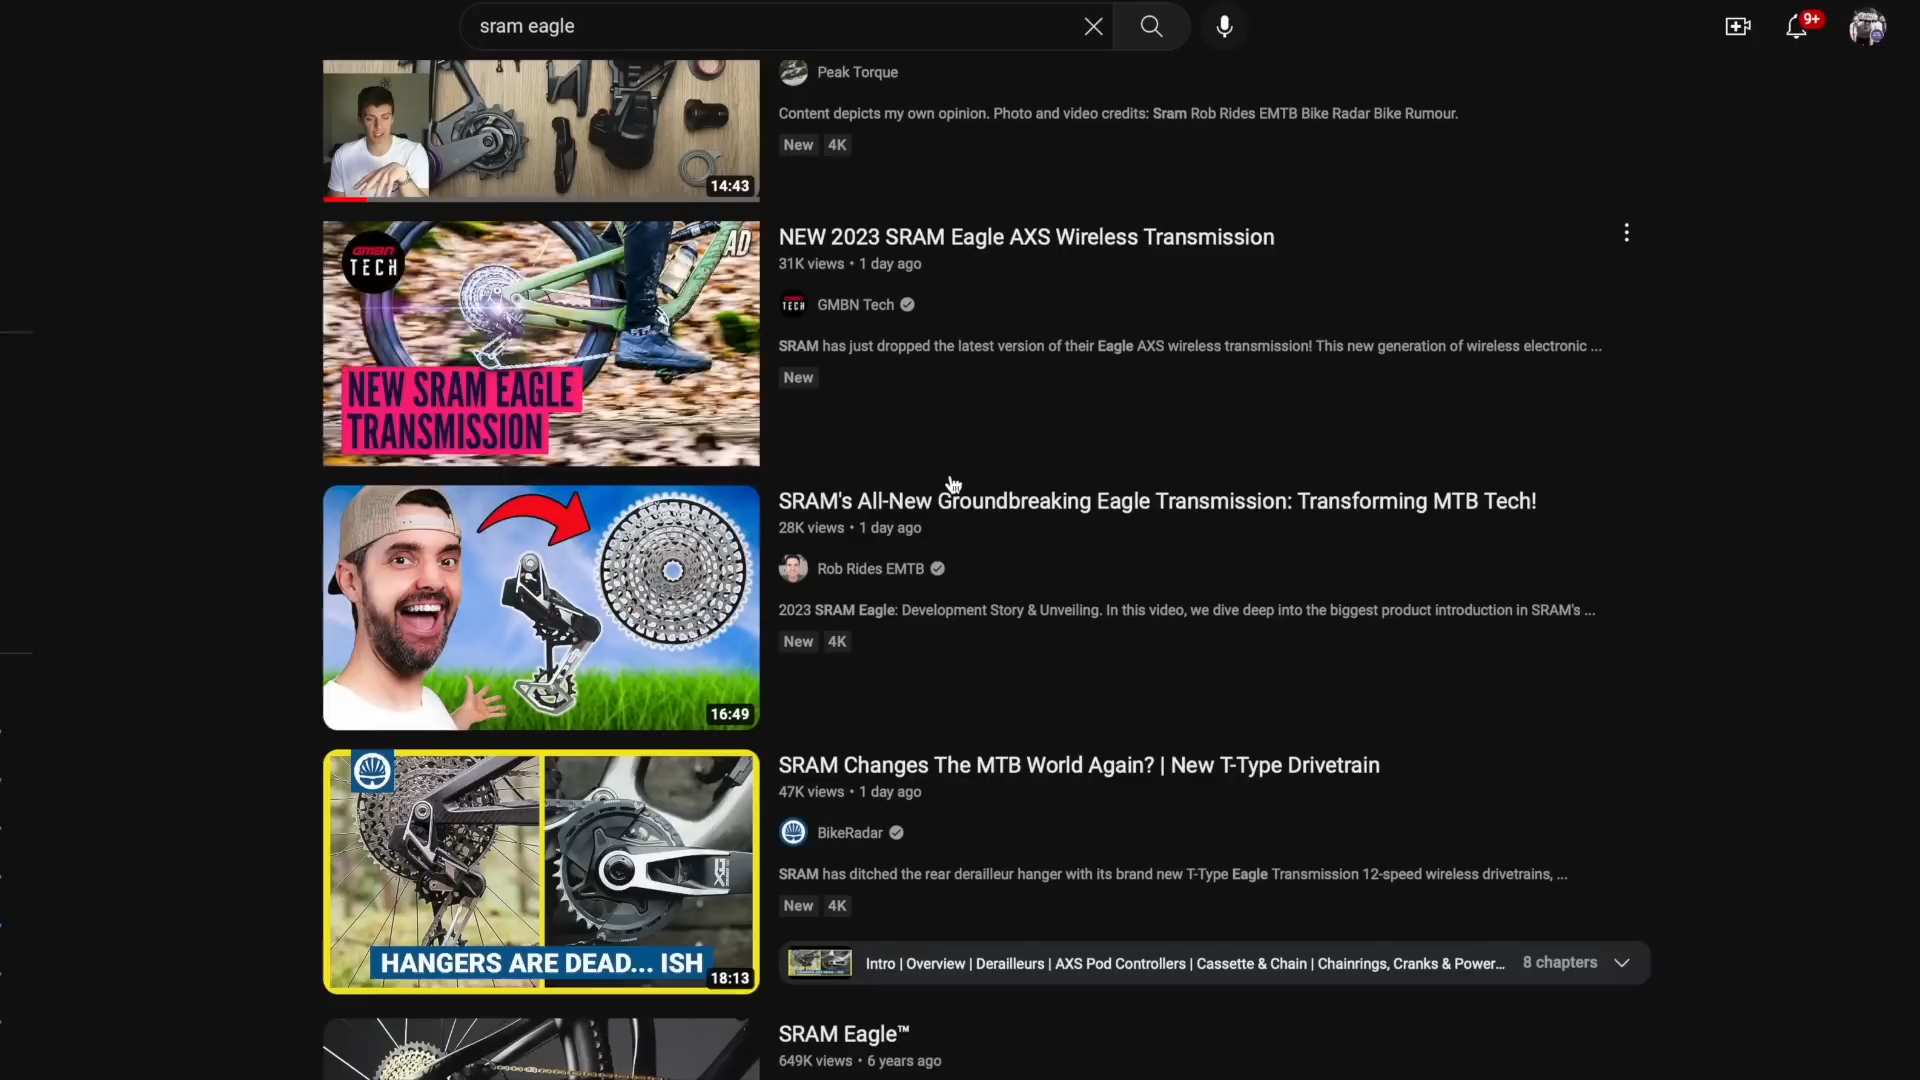 sram eagle
9+
Peak Torque
Content depicts my own opinion. Photo and video credits: Sram Rob Rides EMTB Bike Radar Bike Rumour.
New 4K
14:43
GMBN TECH
AD
NEW SRAM EAGLE
TRANSMISSION
NEW 2023 SRAM Eagle AXS Wireless Transmission
31K views • 1 day ago
TECH
GMBN Tech
SRAM has just dropped the latest version of their Eagle AXS wireless transmission! This new generation of wireless electronic ...
New
16:49
SRAM's All-New Groundbreaking Eagle Transmission: Transforming MTB Tech!
28K views • 1 day ago
Rob Rides EMTB
2023 SRAM Eagle: Development Story & Unveiling. In this video, we dive deep into the biggest product introduction in SRAM's ...
New 4K
HANGERS ARE DEAD... ISH
18:13
SRAM Changes The MTB World Again? | New T-Type Drivetrain
47K views • 1 day ago
BikeRadar
SRAM has ditched the rear derailleur hanger with its brand new T-Type Eagle Transmission 12-speed wireless drivetrains, ...
New 4K
Intro | Overview | Derailleurs | AXS Pod Controllers | Cassette & Chain | Chainrings, Cranks & Power...
8 chapters
SRAM Eagle™
649K views • 6 years ago